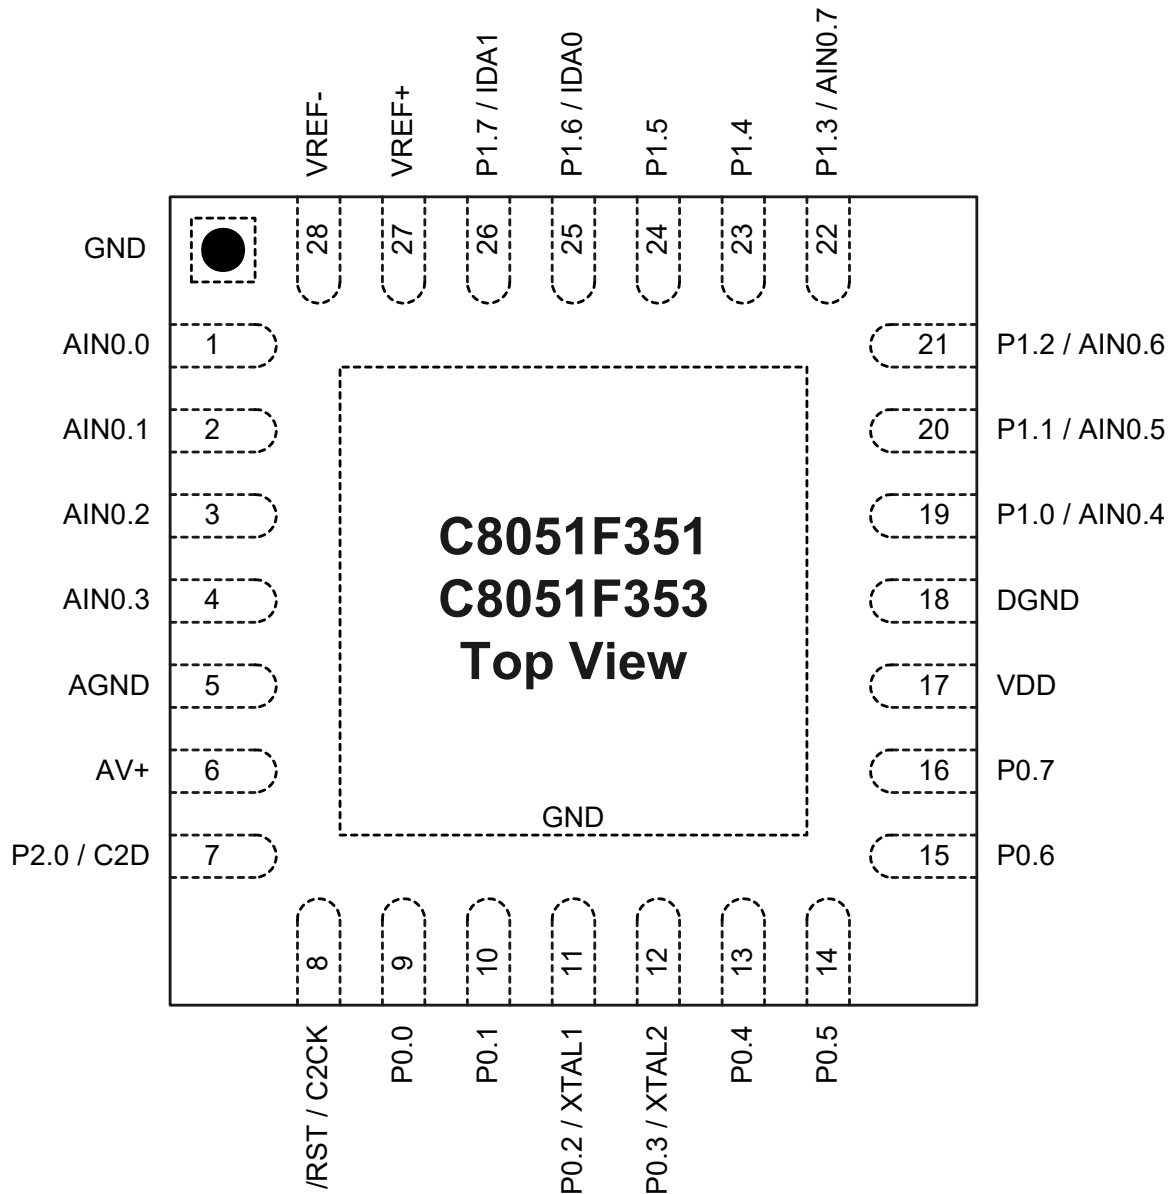 VREF-
VREF+
P1.7 / IDA1
P1.6 / IDA0
P1.5
P1.4
P1.3 / AIN0.7
GND
28
27
26
25
24
23
22
AIN0.0
1
21
P1.2 / AIN0.6
AIN0.1
2
20
P1.1 / AIN0.5
AIN0.2
3
19
P1.0 / AIN0.4
C8051F351
C8051F353
Top View
AIN0.3
4
18
DGND
AGND
5
17
VDD
AV+
6
16
P0.7
GND
P2.0 / C2D
7
15
P0.6
8
9
10
11
12
13
14
/RST / C2CK
P0.0
P0.1
P0.2 / XTAL1
P0.3 / XTAL2
P0.4
P0.5